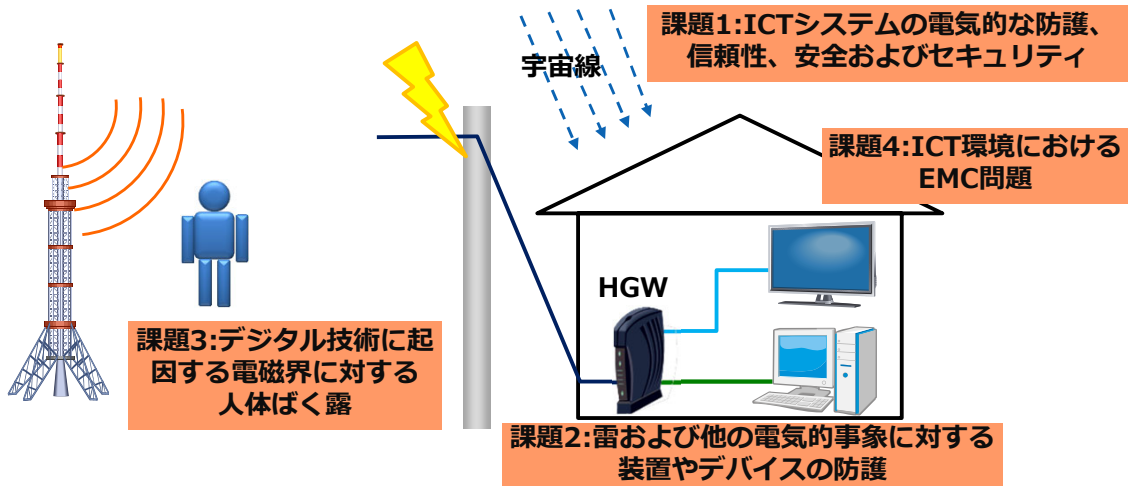 課題1:ICTシステムの電気的な防護、
信頼性、安全およびセキュリティ
宇宙線
課題4:ICT環境における
EMC問題
HGW
課題3:デジタル技術に起
因する電磁界に対する
人体ばく露
課題2:雷および他の電気的事象に対する
装置やデバイスの防護